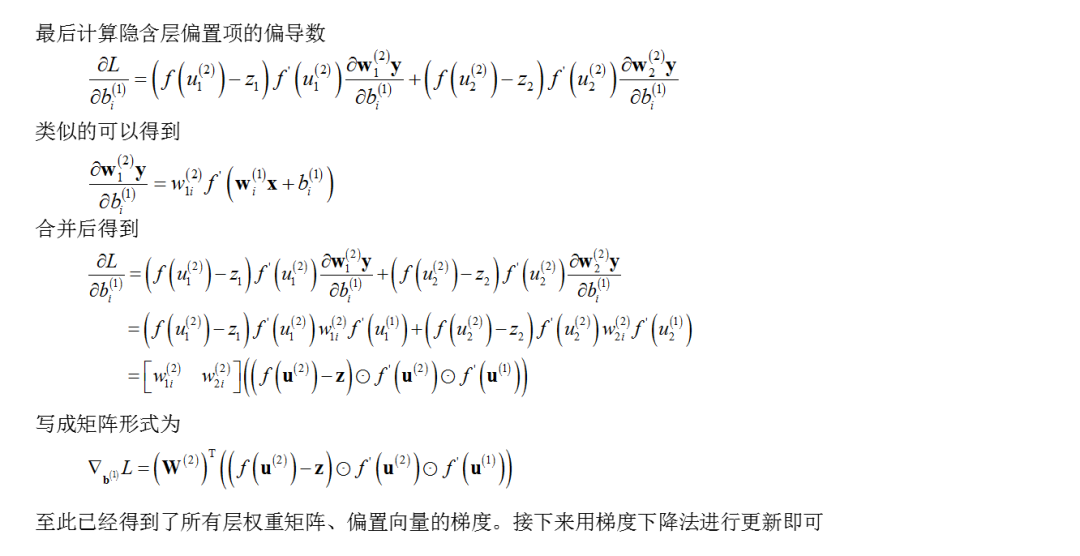 最后计算隐含层偏置项的偏导数
$\frac{\partial L}{\partial b_i^{(1)}} = \left(f\left(u_1^{(2)}\right) - z_1\right) f^{'}\left(u_1^{(2)}\right) \frac{\partial \mathbf{w}_1^{(2)} \mathbf{y}}{\partial b_i^{(1)}} + \left(f\left(u_2^{(2)}\right) - z_2\right) f^{'}\left(u_2^{(2)}\right) \frac{\partial \mathbf{w}_2^{(2)} \mathbf{y}}{\partial b_i^{(1)}}$
类似的可以得到
$\frac{\partial \mathbf{w}_1^{(2)} \mathbf{y}}{\partial b_i^{(1)}} = w_{1i}^{(2)} f^{'}\left(\mathbf{w}_i^{(1)} \mathbf{x} + b_i^{(1)}\right)$
合并后得到
$\frac{\partial L}{\partial b_i^{(1)}} = \left(f\left(u_1^{(2)}\right) - z_1\right) f^{'}\left(u_1^{(2)}\right) \frac{\partial \mathbf{w}_1^{(2)} \mathbf{y}}{\partial b_i^{(1)}} + \left(f\left(u_2^{(2)}\right) - z_2\right) f^{'}\left(u_2^{(2)}\right) \frac{\partial \mathbf{w}_2^{(2)} \mathbf{y}}{\partial b_i^{(1)}}$
$= \left(f\left(u_1^{(2)}\right) - z_1\right) f^{'}\left(u_1^{(2)}\right) w_{1i}^{(2)} f^{'}\left(u_1^{(1)}\right) + \left(f\left(u_2^{(2)}\right) - z_2\right) f^{'}\left(u_2^{(2)}\right) w_{2i}^{(2)} f^{'}\left(u_2^{(1)}\right)$
$= \left[w_{1i}^{(2)} \quad w_{2i}^{(2)}\right] \left(\left(f\left(\mathbf{u}^{(2)}\right) - \mathbf{z}\right) \odot f^{'}\left(\mathbf{u}^{(2)}\right) \odot f^{'}\left(\mathbf{u}^{(1)}\right)\right)$
写成矩阵形式为
$\nabla_{\mathbf{b}^{(1)}} L = \left(\mathbf{W}^{(2)}\right)^{\mathrm{T}} \left(\left(f\left(\mathbf{u}^{(2)}\right) - \mathbf{z}\right) \odot f^{'}\left(\mathbf{u}^{(2)}\right) \odot f^{'}\left(\mathbf{u}^{(1)}\right)\right)$
至此已经得到了所有层权重矩阵、偏置向量的梯度。接下来用梯度下降法进行更新即可